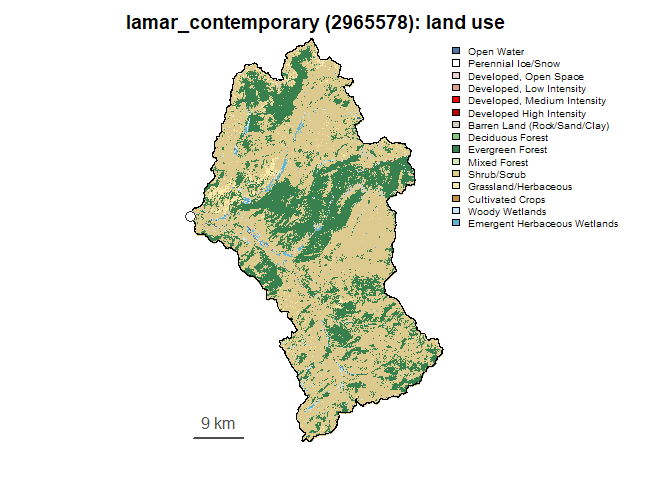 lamar_contemporary (2965578): land use
Open Water
Perennial Ice/Snow
Developed, Open Space
Developed, Low Intensity
Developed, Medium Intensity
Developed High Intensity
Barren Land (Rock/Sand/Clay)
Deciduous Forest
Evergreen Forest
Mixed Forest
Shrub/Scrub
Grassland/Herbaceous
Cultivated Crops
Woody Wetlands
Emergent Herbaceous Wetlands
9 km